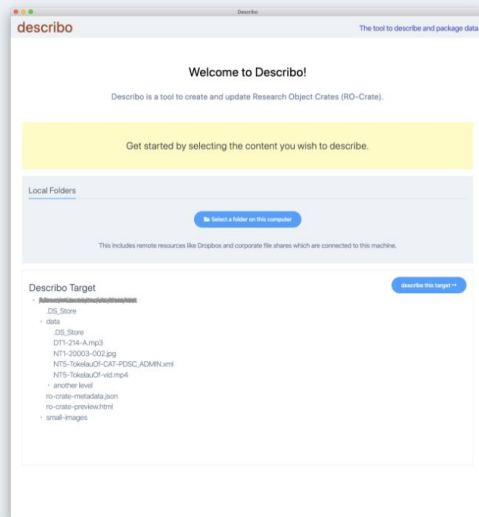 Describo
describo
The tool to describe and package data
Welcome to Describo!
Describo is a tool to create and update Research Object Crates (RO-Crate).
Get started by selecting the content you wish to describe.
Local Folders
Select a folder on this computer
This includes remote resources like Dropbox and corporate file shares which are connected to this machine.
Describo Target
describe this target
.DS_Store
data
.DS_Store
DT1-214-A.mp3
NT1-20003-002.jpg
NT5-TokelauOf-CAT-PDSC_ADMIN.xml
NT5-TokelauOf-vid.mp4
another level
ro-crate-metadata.json
ro-crate-preview.html
small-images